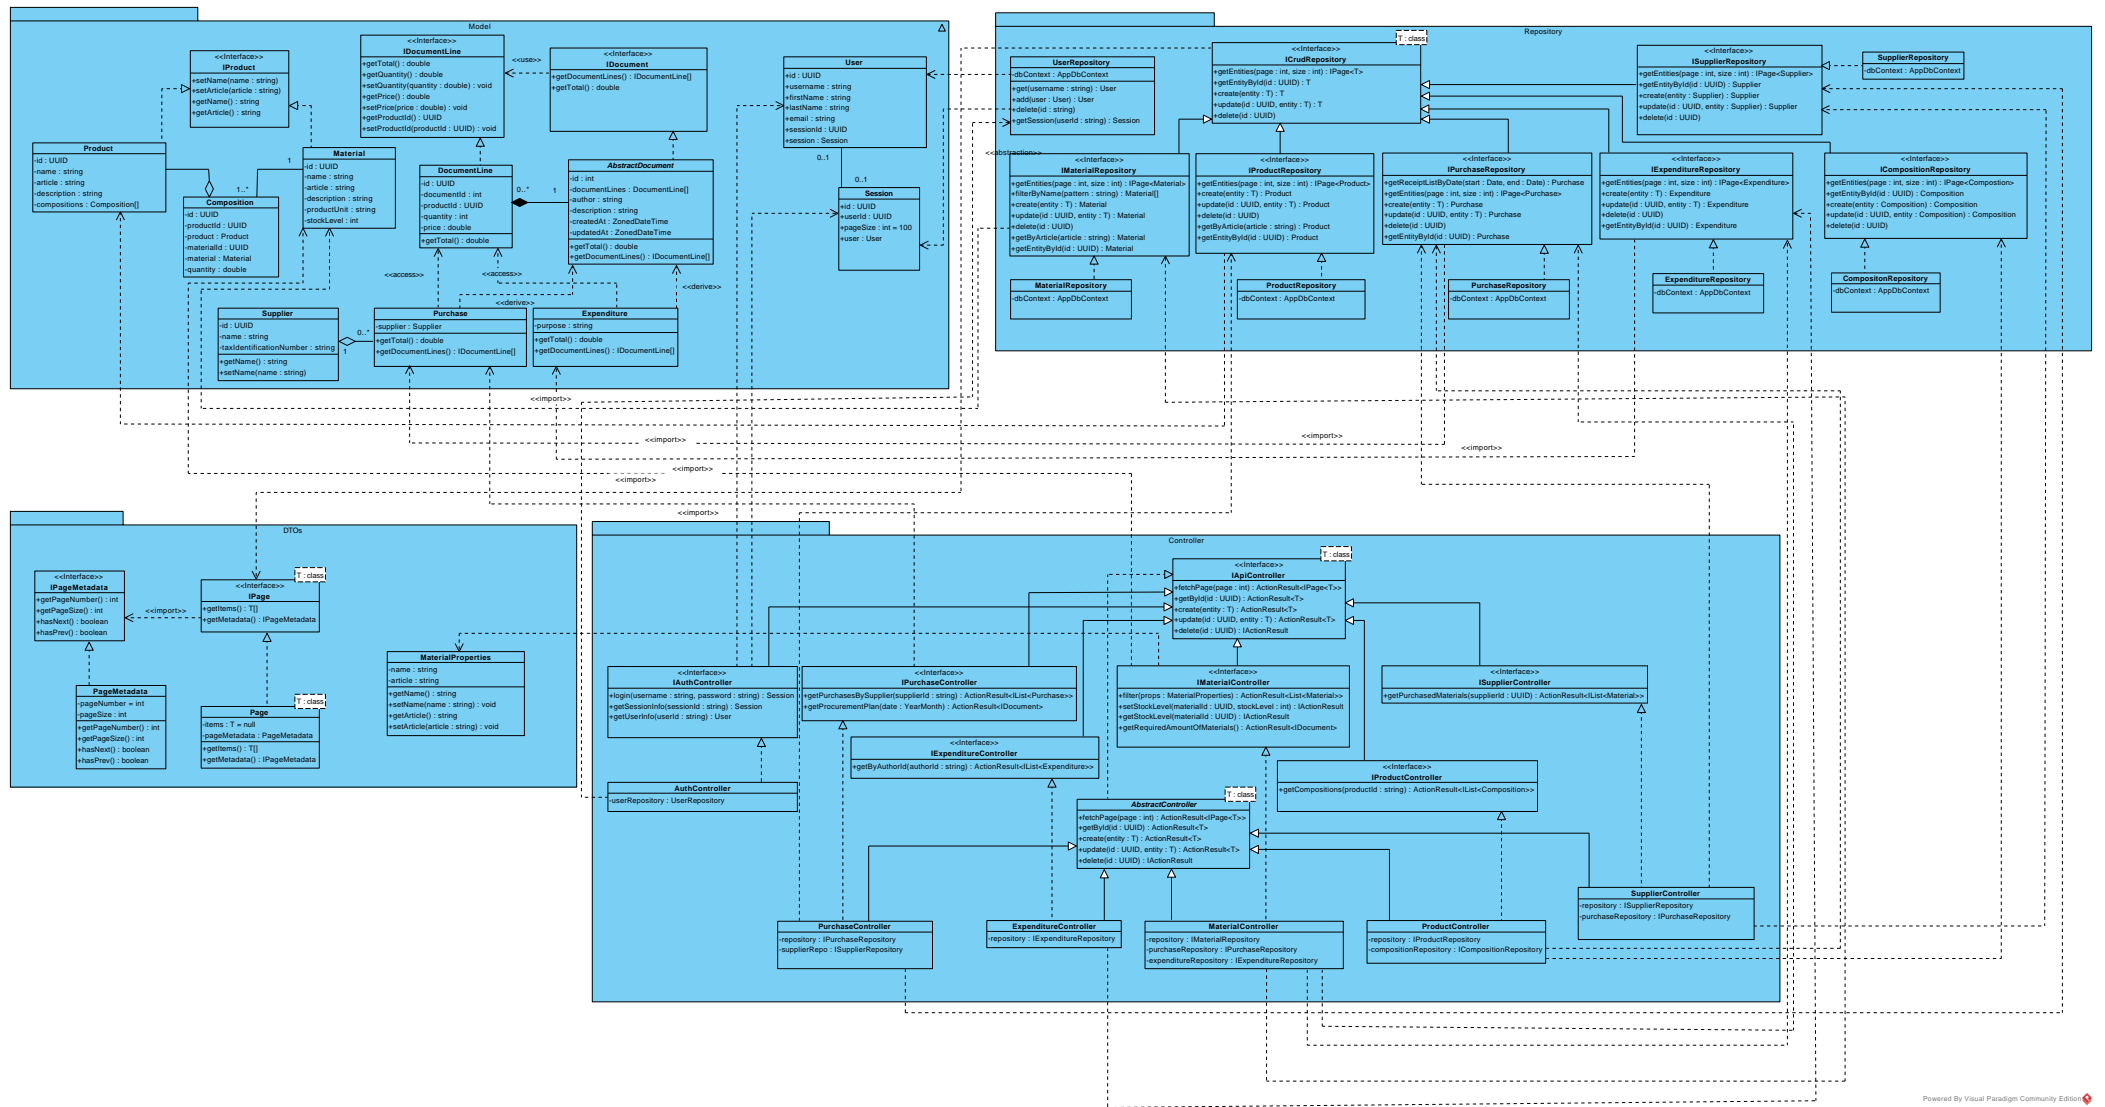 Model
<<Interface>>
IProduct
+setName(name : string)
+setArticle(article : string)
+getName() : string
+getArticle() : string
<<Interface>>
IDocumentLine
+getTotal() : double
+getQuantity() : double
+setQuantity(quantity : double) : void
+getPrice() : double
+setPrice(price : double) : void
+getProductId() : UUID
+setProductId(productId : UUID) : void
<<use>>
<<Interface>>
IDocument
+getDocumentLines() : IDocumentLine[]
+getTotal() : double
User
+id : UUID
+username : string
+firstName : string
+lastName : string
+email : string
+sessionId : UUID
+session : Session
0..1
0..1
Session
+id : UUID
+userId : UUID
+pageSize : int = 100
+user : User
Product
-id : UUID
-name : string
-article : string
-description : string
-compositions : Composition[]
1
1..*
Material
-id : UUID
-name : string
-article : string
-description : string
-productUnit : string
-stockLevel : int
Composition
-id : UUID
-productId : UUID
-product : Product
-materialId : UUID
-material : Material
-quantity : double
DocumentLine
-id : UUID
-documentId : int
-productId : UUID
-quantity : int
-price : double
+getTotal() : double
0..*
1
AbstractDocument
-id : int
-documentLines : DocumentLine[]
-author : string
-description : string
-createdAt : ZonedDateTime
-updatedAt : ZonedDateTime
+getTotal() : double
+getDocumentLines() : IDocumentLine[]
<<access>>
<<access>>
<<derive>>
<<derive>>
Supplier
-id : UUID
-name : string
-taxIdentificationNumber : string
+getName() : string
+setName(name : string)
0..*
1
Purchase
-supplier : Supplier
+getTotal() : double
+getDocumentLines() : IDocumentLine[]
Expenditure
-purpose : string
+getTotal() : double
+getDocumentLines() : IDocumentLine[]
Repository
UserRepository
-dbContext : AppDbContext
+get(username : string) : User
+add(user : User) : User
+delete(id : string)
+getSession(userId : string) : Session
<<abstraction>>
T : class
<<Interface>>
ICrudRepository
+getEntities(page : int, size : int) : IPage<T>
+getEntityById(id : UUID) : T
+create(entity : T) : T
+update(id : UUID, entity : T) : T
+delete(id : UUID)
<<Interface>>
ISupplierRepository
+getEntities(page : int, size : int) : IPage<Supplier>
+getEntityById(id : UUID) : Supplier
+create(entity : Supplier) : Supplier
+update(id : UUID, entity : Supplier) : Supplier
+delete(id : UUID)
SupplierRepository
-dbContext : AppDbContext
<<Interface>>
IMaterialRepository
+getEntities(page : int, size : int) : IPage<Material>
+filterByName(pattern : string) : Material[]
+create(entity : T) : Material
+update(id : UUID, entity : T) : Material
+delete(id : UUID)
+getByArticle(article : string) : Material
+getEntityById(id : UUID) : Material
<<Interface>>
IProductRepository
+getEntities(page : int, size : int) : IPage<Product>
+create(entity : T) : Product
+update(id : UUID, entity : T) : Product
+delete(id : UUID)
+getByArticle(article : string) : Product
+getEntityById(id : UUID) : Product
<<Interface>>
IPurchaseRepository
+getReceiptListByDate(start : Date, end : Date) : Purchase
+getEntities(page : int, size : int) : IPage<Purchase>
+create(entity : T) : Purchase
+update(id : UUID, entity : T) : Purchase
+delete(id : UUID)
+getEntityById(id : UUID) : Purchase
<<Interface>>
IExpenditureRepository
+getEntities(page : int, size : int) : IPage<Expenditure>
+create(entity : T) : Expenditure
+update(id : UUID, entity : T) : Expenditure
+delete(id : UUID)
+getEntityById(id : UUID) : Expenditure
<<Interface>>
ICompositionRepository
+getEntities(page : int, size : int) : IPage<Compostion>
+getEntityById(id : UUID) : Composition
+create(entity : Composition) : Composition
+update(id : UUID, entity : Composition) : Composition
+delete(id : UUID)
MaterialRepository
-dbContext : AppDbContext
ProductRepository
-dbContext : AppDbContext
PurchaseRepository
-dbContext : AppDbContext
ExpenditureRepository
-dbContext : AppDbContext
CompositonRepository
-dbContext : AppDbContext
<<import>>
<<import>>
<<import>>
<<import>>
<<import>>
<<import>>
<<import>>
DTOs
<<Interface>>
IPageMetadata
+getPageNumber() : int
+getPageSize() : int
+hasNext() : boolean
+hasPrev() : boolean
<<import>>
T : class
<<Interface>>
IPage
+getItems() : T[]
+getMetadata() : IPageMetadata
PageMetadata
-pageNumber = int
-pageSize : int
+getPageNumber() : int
+getPageSize() : int
+hasNext() : boolean
+hasPrev() : boolean
T : class
Page
-items : T = null
-pageMetadata : PageMetadata
+getItems() : T[]
+getMetadata() : IPageMetadata
MaterialProperties
-name : string
-article : string
+getName() : string
+setName(name : string) : void
+getArticle() : string
+setArticle(article : string) : void
Controller
T : class
<<Interface>>
IApiController
+fetchPage(page : int) : ActionResult<IPage<T>>
+getById(id : UUID) : ActionResult<T>
+create(entity : T) : ActionResult<T>
+update(id : UUID, entity : T) : ActionResult<T>
+delete(id : UUID) : IActionResult
<<Interface>>
IAuthController
+login(username : string, password : string) : Session
+getSessionInfo(sessionId : string) : Session
+getUserInfo(userId : string) : User
<<Interface>>
IPurchaseController
+getPurchasesBySupplier(supplierId : string) : ActionResult<IList<Purchase>>
+getProcurementPlan(date : YearMonth) : ActionResult<IDocument>
<<Interface>>
IMaterialController
+filter(props : MaterialProperties) : ActionResult<List<Material>>
+setStockLevel(materialId : UUID, stockLevel : int) : IActionResult
+getStockLevel(materialId : UUID) : IActionResult
+getRequiredAmountOfMaterials() : ActionResult<IDocument>
<<Interface>>
ISupplierController
+getPurchasedMaterials(supplierId : UUID) : ActionResult<IList<Material>>
<<Interface>>
IExpenditureController
+getByAuthorId(authorId : string) : ActionResult<IList<Expenditure>>
<<Interface>>
IProductController
+getCompositions(productId : string) : ActionResult<IList<Composition>>
AuthController
-userRepository : UserRepository
T : class
AbstractController
+fetchPage(page : int) : ActionResult<IPage<T>>
+getById(id : UUID) : ActionResult<T>
+create(entity : T) : ActionResult<T>
+update(id : UUID, entity : T) : ActionResult<T>
+delete(id : UUID) : IActionResult
PurchaseController
-repository : IPurchaseRepository
-supplierRepo : ISupplierRepository
ExpenditureController
-repository : IExpenditureRepository
MaterialController
-repository : IMaterialRepository
-purchaseRepository : IPurchaseRepository
-expenditureRepository : IExpenditureRepository
ProductController
-repository : IProductRepository
-compositionRepository : ICompositionRepository
SupplierController
-repository : ISupplierRepository
-purchaseRepository : IPurchaseRepository
Powered By Visual Paradigm Community Edition